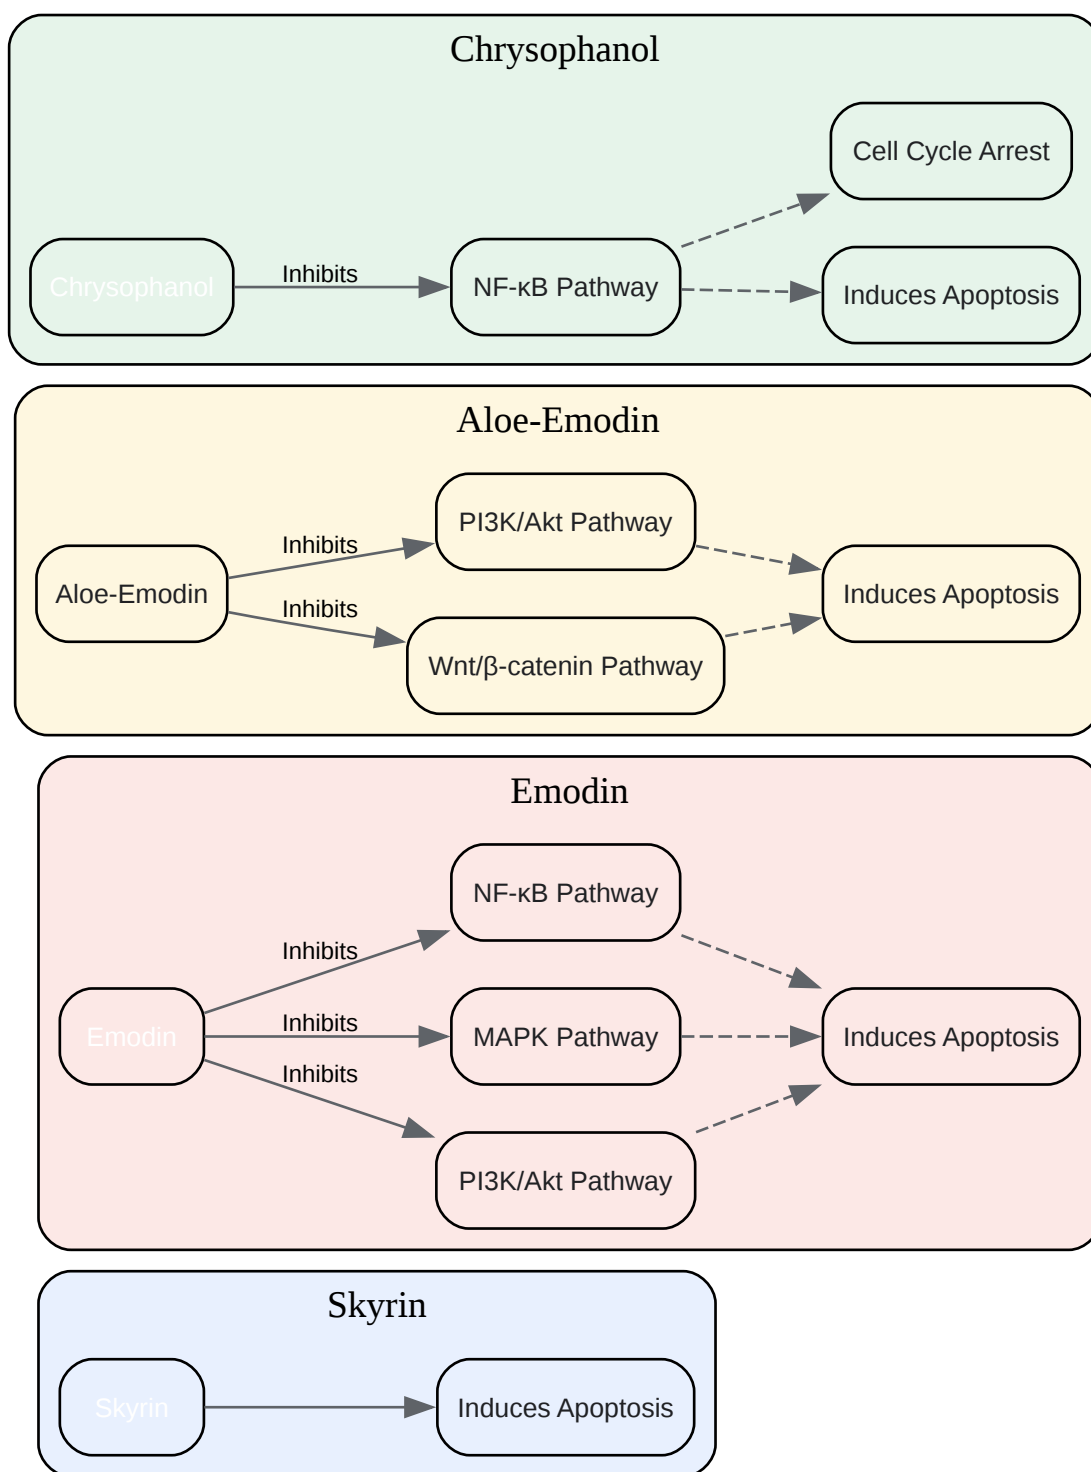 Chrysophanol
Cell Cycle Arrest
Chrysophanol
Inhibits
NF-κB Pathway
Induces Apoptosis
Aloe-Emodin
PI3K/Akt Pathway
Inhibits
Aloe-Emodin
Induces Apoptosis
Inhibits
Wnt/β-catenin Pathway
Emodin
NF-κB Pathway
Inhibits
Emodin
Inhibits
MAPK Pathway
Induces Apoptosis
Inhibits
PI3K/Akt Pathway
Skyrin
Skyrin
Induces Apoptosis